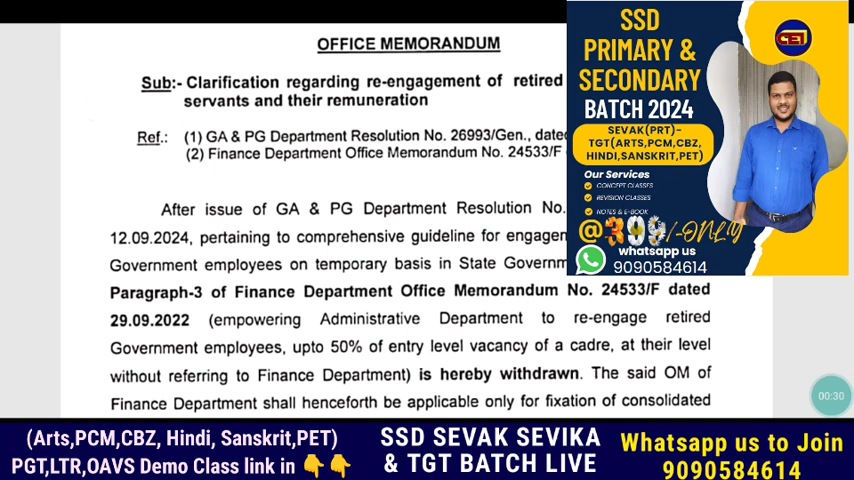 OFFICE MEMORANDUM
Sub:- Clarification regarding re-engagement of retired
servants and their remuneration
Ref.: (1) GA & PG Department Resolution No. 26993/Gen., dated
(2) Finance Department Office Memorandum No. 24533/F
After issue of GA & PG Department Resolution No.
12.09.2024, pertaining to comprehensive guideline for engagem
Government employees on temporary basis in State Governm
Paragraph-3 of Finance Department Office Memorandum No. 24533/F dated
29.09.2022 (empowering Administrative Department to re-engage retired
Government employees, upto 50% of entry level vacancy of a cadre, at their level
without referring to Finance Department) is hereby withdrawn. The said OM of
Finance Department shall henceforth be applicable only for fixation of consolidated
SSD
PRIMARY &
SECONDARY
BATCH 2024
SEVAK(PRT)-
TGT(ARTS,PCM,CBZ,
HINDI,SANSKRIT,PET)
Our Services
CONCEPT CLASSES
REVISION CLASSES
NOTES & E-BOOK
@399/-ONLY
whatsapp us
9090584614
CET
00:30
(Arts,PCM,CBZ, Hindi, Sanskrit,PET)
PGT,LTR,OAVS Demo Class link in 👇👇
SSD SEVAK SEVIKA
& TGT BATCH LIVE
Whatsapp us to Join
9090584614